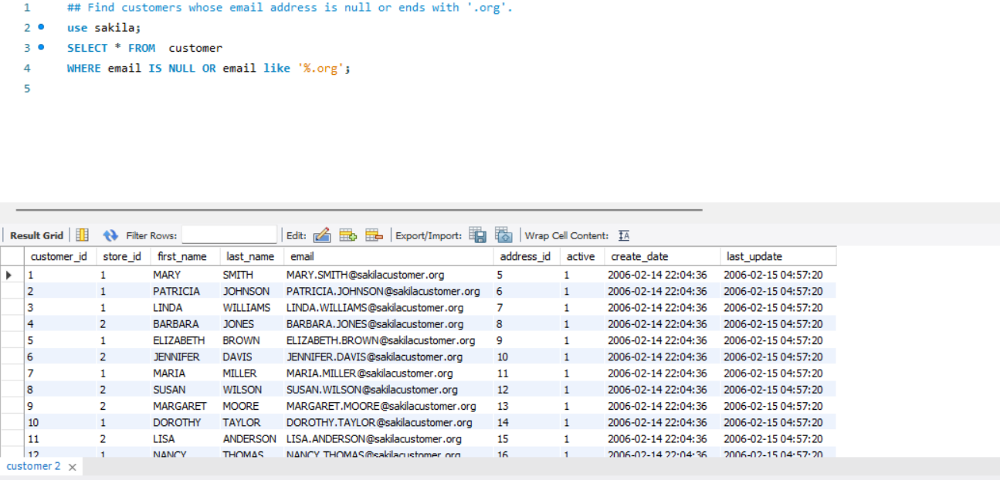 1 ## Find customers whose email address is null or ends with '.org'.
2 use sakila;
3 SELECT * FROM  customer
4 WHERE email IS NULL OR email like '%.org';
5
Result Grid Filter Rows: Edit: Export/Import: Wrap Cell Content: IA
customer_id store_id first_name last_name email address_id active create_date last_update
1 1 MARY SMITH MARY.SMITH@sakilacustomer.org 5 1 2006-02-14 22:04:36 2006-02-15 04:57:20
2 1 PATRICIA JOHNSON PATRICIA.JOHNSON@sakilacustomer.org 6 1 2006-02-14 22:04:36 2006-02-15 04:57:20
3 1 LINDA WILLIAMS LINDA.WILLIAMS@sakilacustomer.org 7 1 2006-02-14 22:04:36 2006-02-15 04:57:20
4 2 BARBARA JONES BARBARA.JONES@sakilacustomer.org 8 1 2006-02-14 22:04:36 2006-02-15 04:57:20
5 1 ELIZABETH BROWN ELIZABETH.BROWN@sakilacustomer.org 9 1 2006-02-14 22:04:36 2006-02-15 04:57:20
6 2 JENNIFER DAVIS JENNIFER.DAVIS@sakilacustomer.org 10 1 2006-02-14 22:04:36 2006-02-15 04:57:20
7 1 MARIA MILLER MARIA.MILLER@sakilacustomer.org 11 1 2006-02-14 22:04:36 2006-02-15 04:57:20
8 2 SUSAN WILSON SUSAN.WILSON@sakilacustomer.org 12 1 2006-02-14 22:04:36 2006-02-15 04:57:20
9 2 MARGARET MOORE MARGARET.MOORE@sakilacustomer.org 13 1 2006-02-14 22:04:36 2006-02-15 04:57:20
10 1 DOROTHY TAYLOR DOROTHY.TAYLOR@sakilacustomer.org 14 1 2006-02-14 22:04:36 2006-02-15 04:57:20
11 2 LISA ANDERSON LISA.ANDERSON@sakilacustomer.org 15 1 2006-02-14 22:04:36 2006-02-15 04:57:20
12 1 NANCY THOMAS NANCY.THOMAS@sakilacustomer.org 16 1 2006-02-14 22:04:36 2006-02-15 04:57:20
customer 2